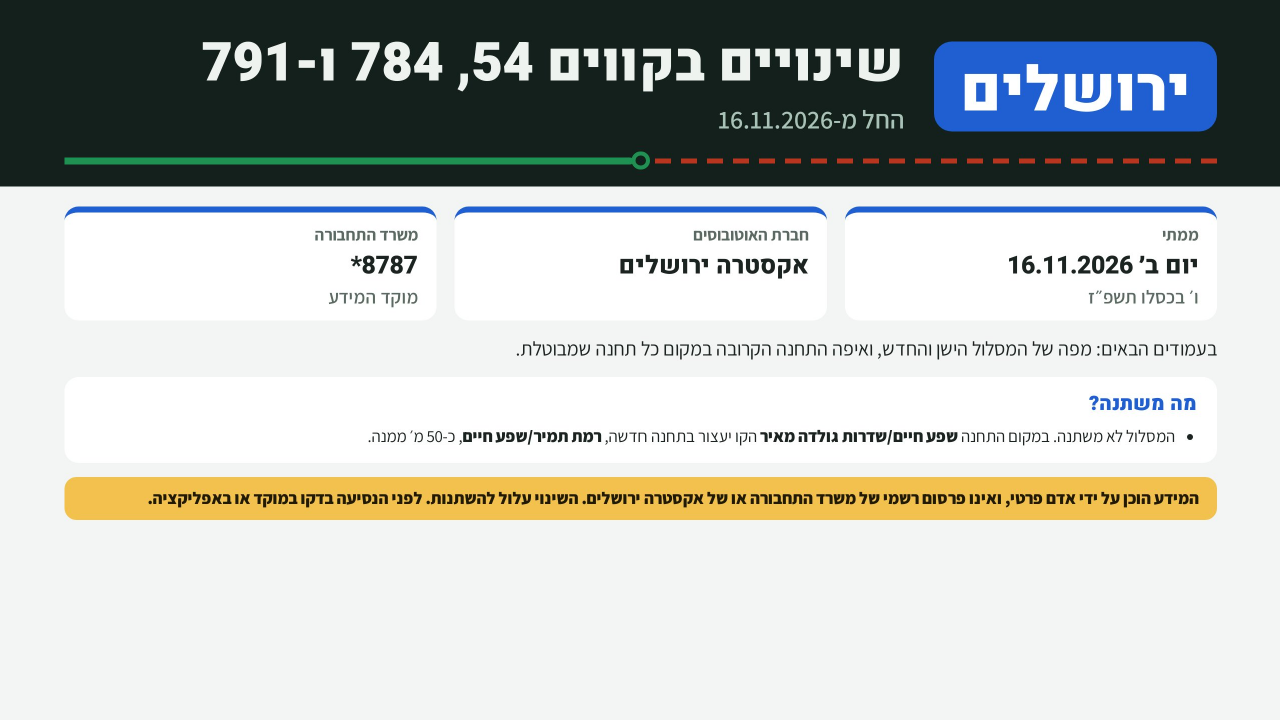 ירושלים
שינויים בקווים 54, 784 ו-791
החל מ-16.11.2026
ממתי
יום ב׳ 16.11.2026
ו׳ בכסלו תשפ״ז
חברת האוטובוסים
אקסטרה ירושלים
משרד התחבורה
*8787
מוקד המידע
בעמודים הבאים: מפה של המסלול הישן והחדש, ואיפה התחנה הקרובה במקום כל תחנה שמבוטלת.
מה משתנה?
• המסלול לא משתנה. במקום התחנה שפע חיים/שדרות גולדה מאיר הקו יעצור בתחנה חדשה, רמת תמיר/שפע חיים, כ-50 מ׳ ממנה.
המידע הוכן על ידי אדם פרטי, ואינו פרסום רשמי של משרד התחבורה או של אקסטרה ירושלים. השינוי עלול להשתנות. לפני הנסיעה בדקו במוקד או באפליקציה.